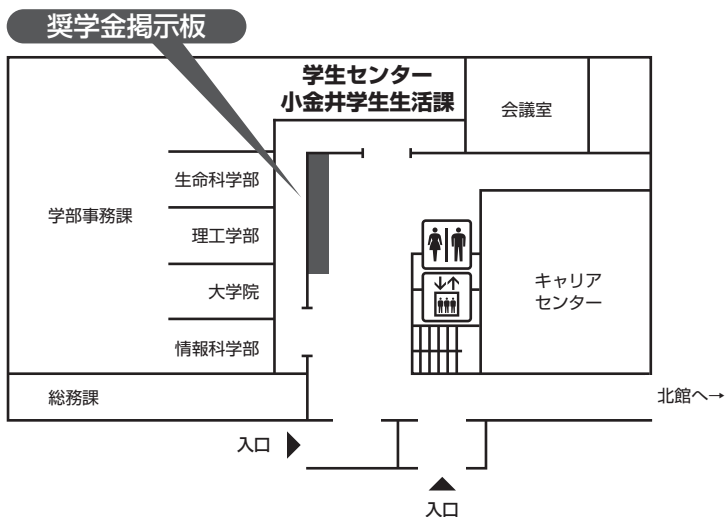 奨学金掲示板
学生センター
小金井学生生活課
会議室
生命科学部
学部事務課
理工学部
大学院
情報科学部
キャリア
センター
総務課
北館へ→
入口
入口